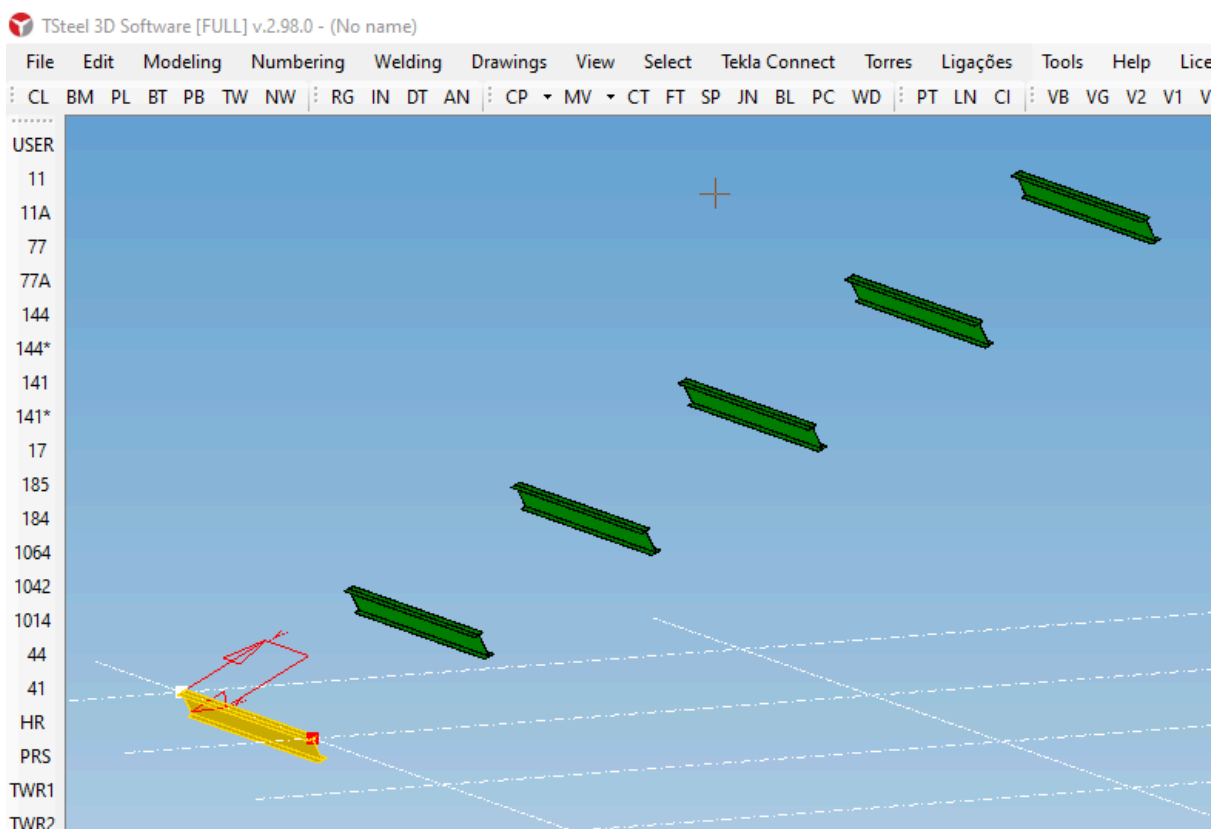 TSteel 3D Software [FULL] v.2.98.0 - (No name)
File Edit Modeling Numbering Welding Drawings View Select Tekla Connect Torres Ligações Tools Help Lice
CL BM PL BT PB TW NW RG IN DT AN CP MV CT FT SP JN BL PC WD PT LN CI VB VG V2 V1 V
USER
11
11A
77
77A
144
144*
141
141*
17
185
184
1064
1042
1014
44
41
HR
PRS
TWR1
TWR2